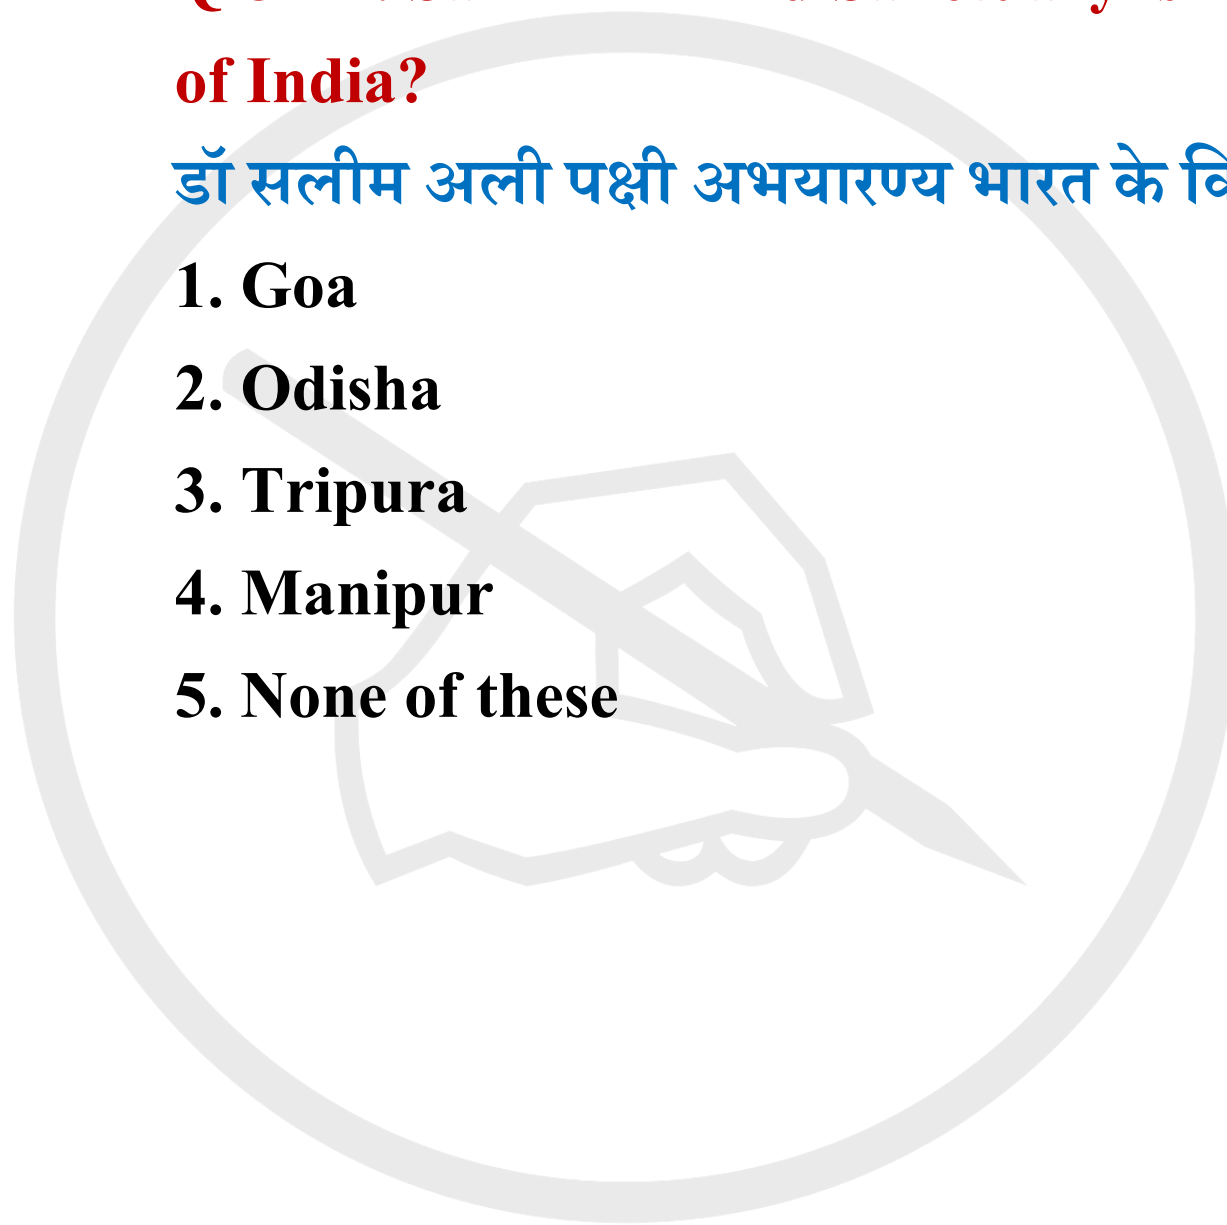 of India?
डॉ सलीम अली पक्षी अभयारण्य भारत के
1. Goa
2. Odisha
3. Tripura
4. Manipur
5. None of these